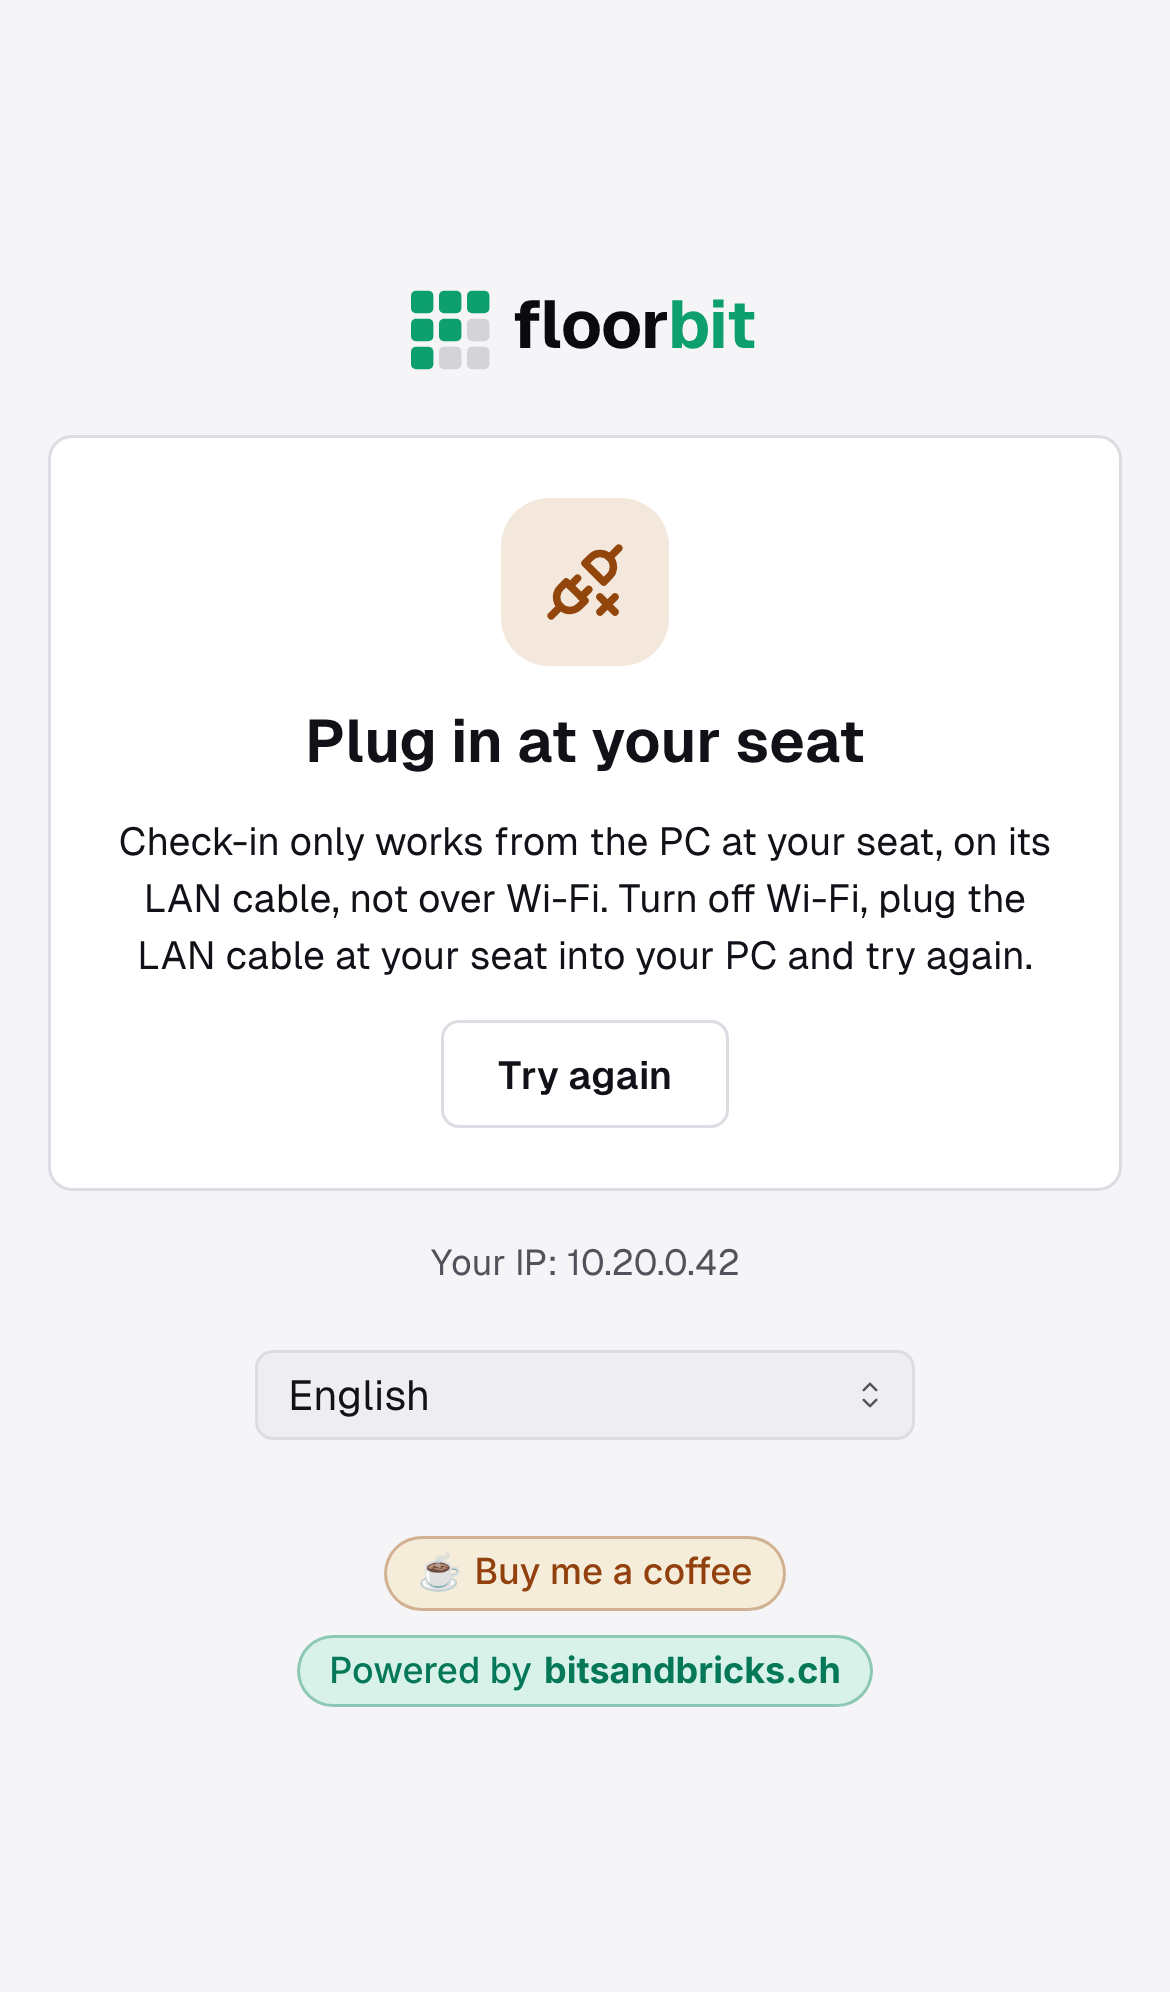 floorbit
Plug in at your seat
Check-in only works from the PC at your seat, on its
LAN cable, not over Wi-Fi. Turn off Wi-Fi, plug the
LAN cable at your seat into your PC and try again.
Try again
Your IP: 10.20.0.42
English
☕ Buy me a coffee
Powered by bitsandbricks.ch